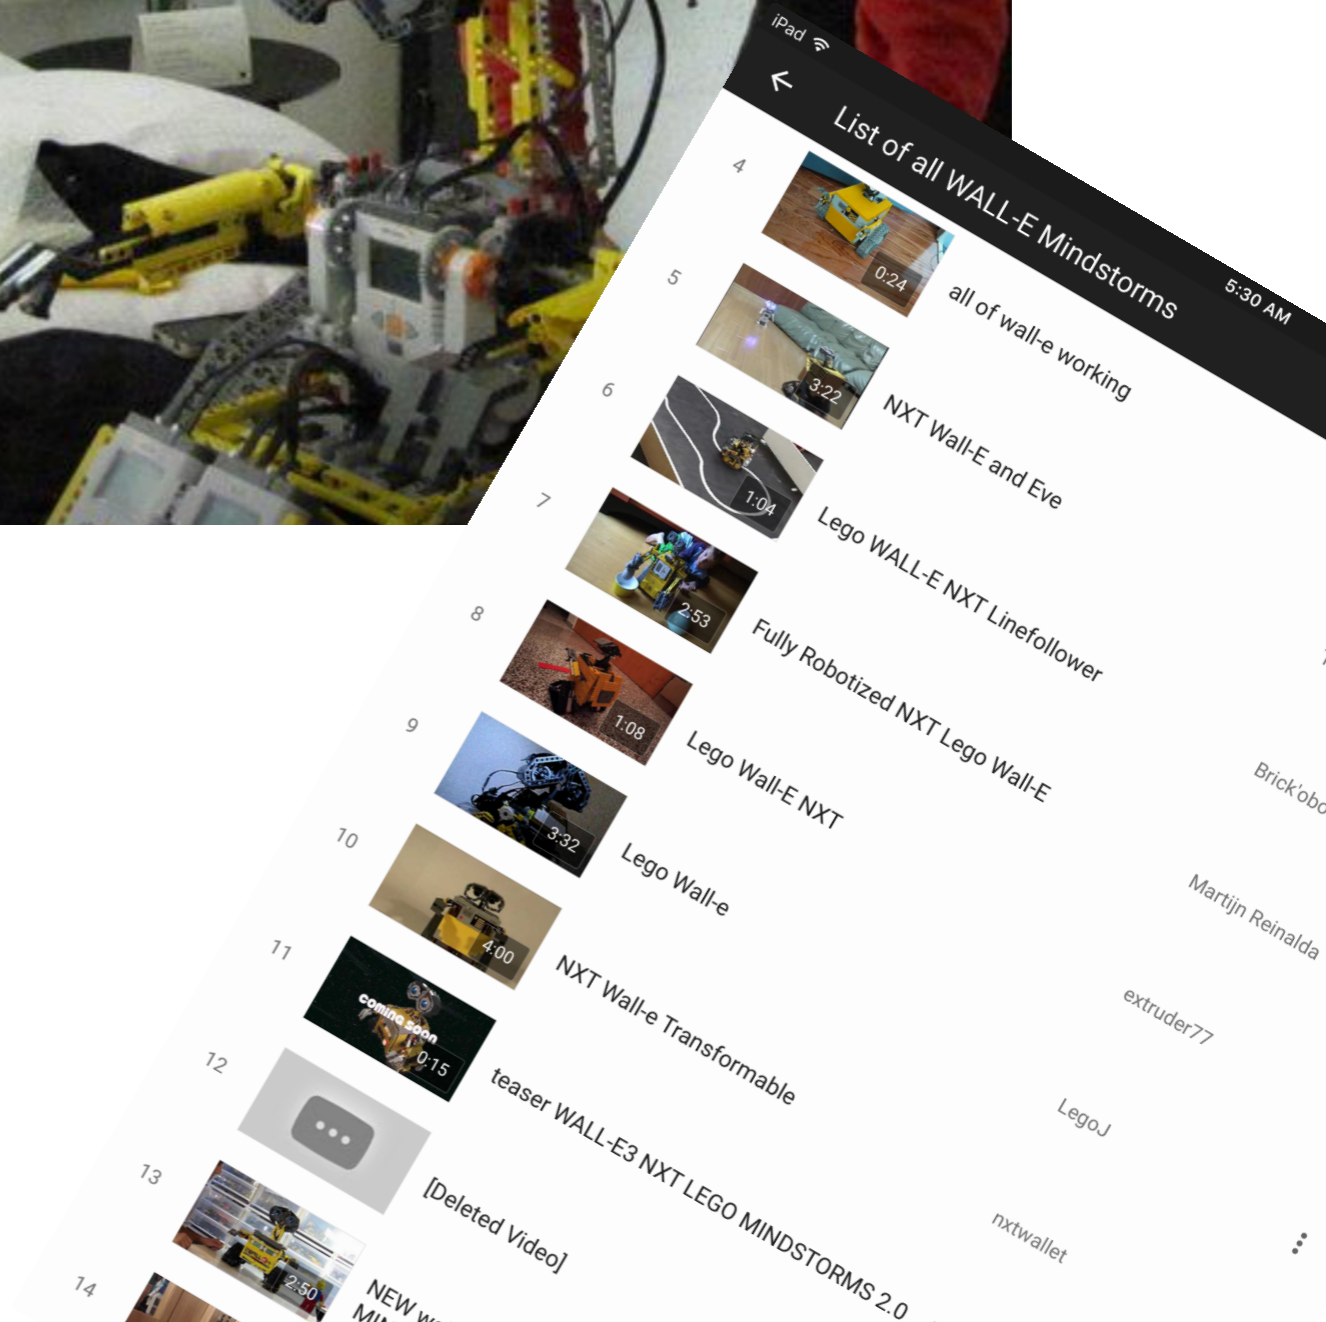 iPad
5:30 AM
List of all WALL-E Mindstorms
4
0:24
all of wall-e working
5
3:22
NXT Wall-E and Eve
6
1:04
Lego WALL-E NXT Linefollower
7
2:53
Fully Robotized NXT Lego Wall-E
Brick'obo
8
1:08
Lego Wall-E NXT
Martijn Reinalda
9
3:32
Lego Wall-e
extruder77
10
4:00
NXT Wall-e Transformable
LegoJ
11
coming soon
0:15
teaser WALL-E3 NXT LEGO MINDSTORMS 2.0
nxtwallet
12
[Deleted Video]
13
2:50
NEW
14